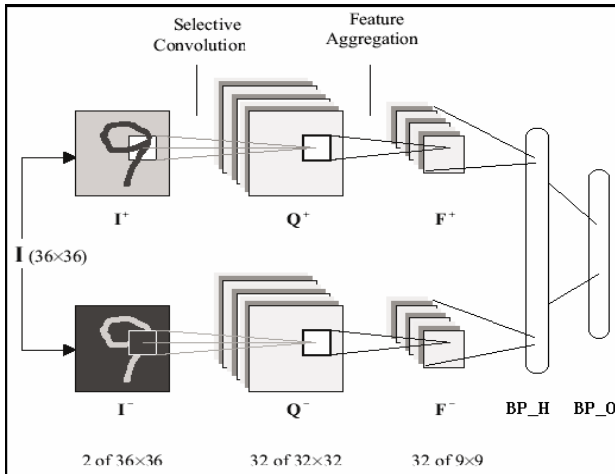 Selective
Convolution
Feature
Aggregation
I⁺
Q⁺
F⁺
I (36×36)
I⁻
Q⁻
F⁻
BP_H
BP_O
2 of 36×36
32 of 32×32
32 of 9×9